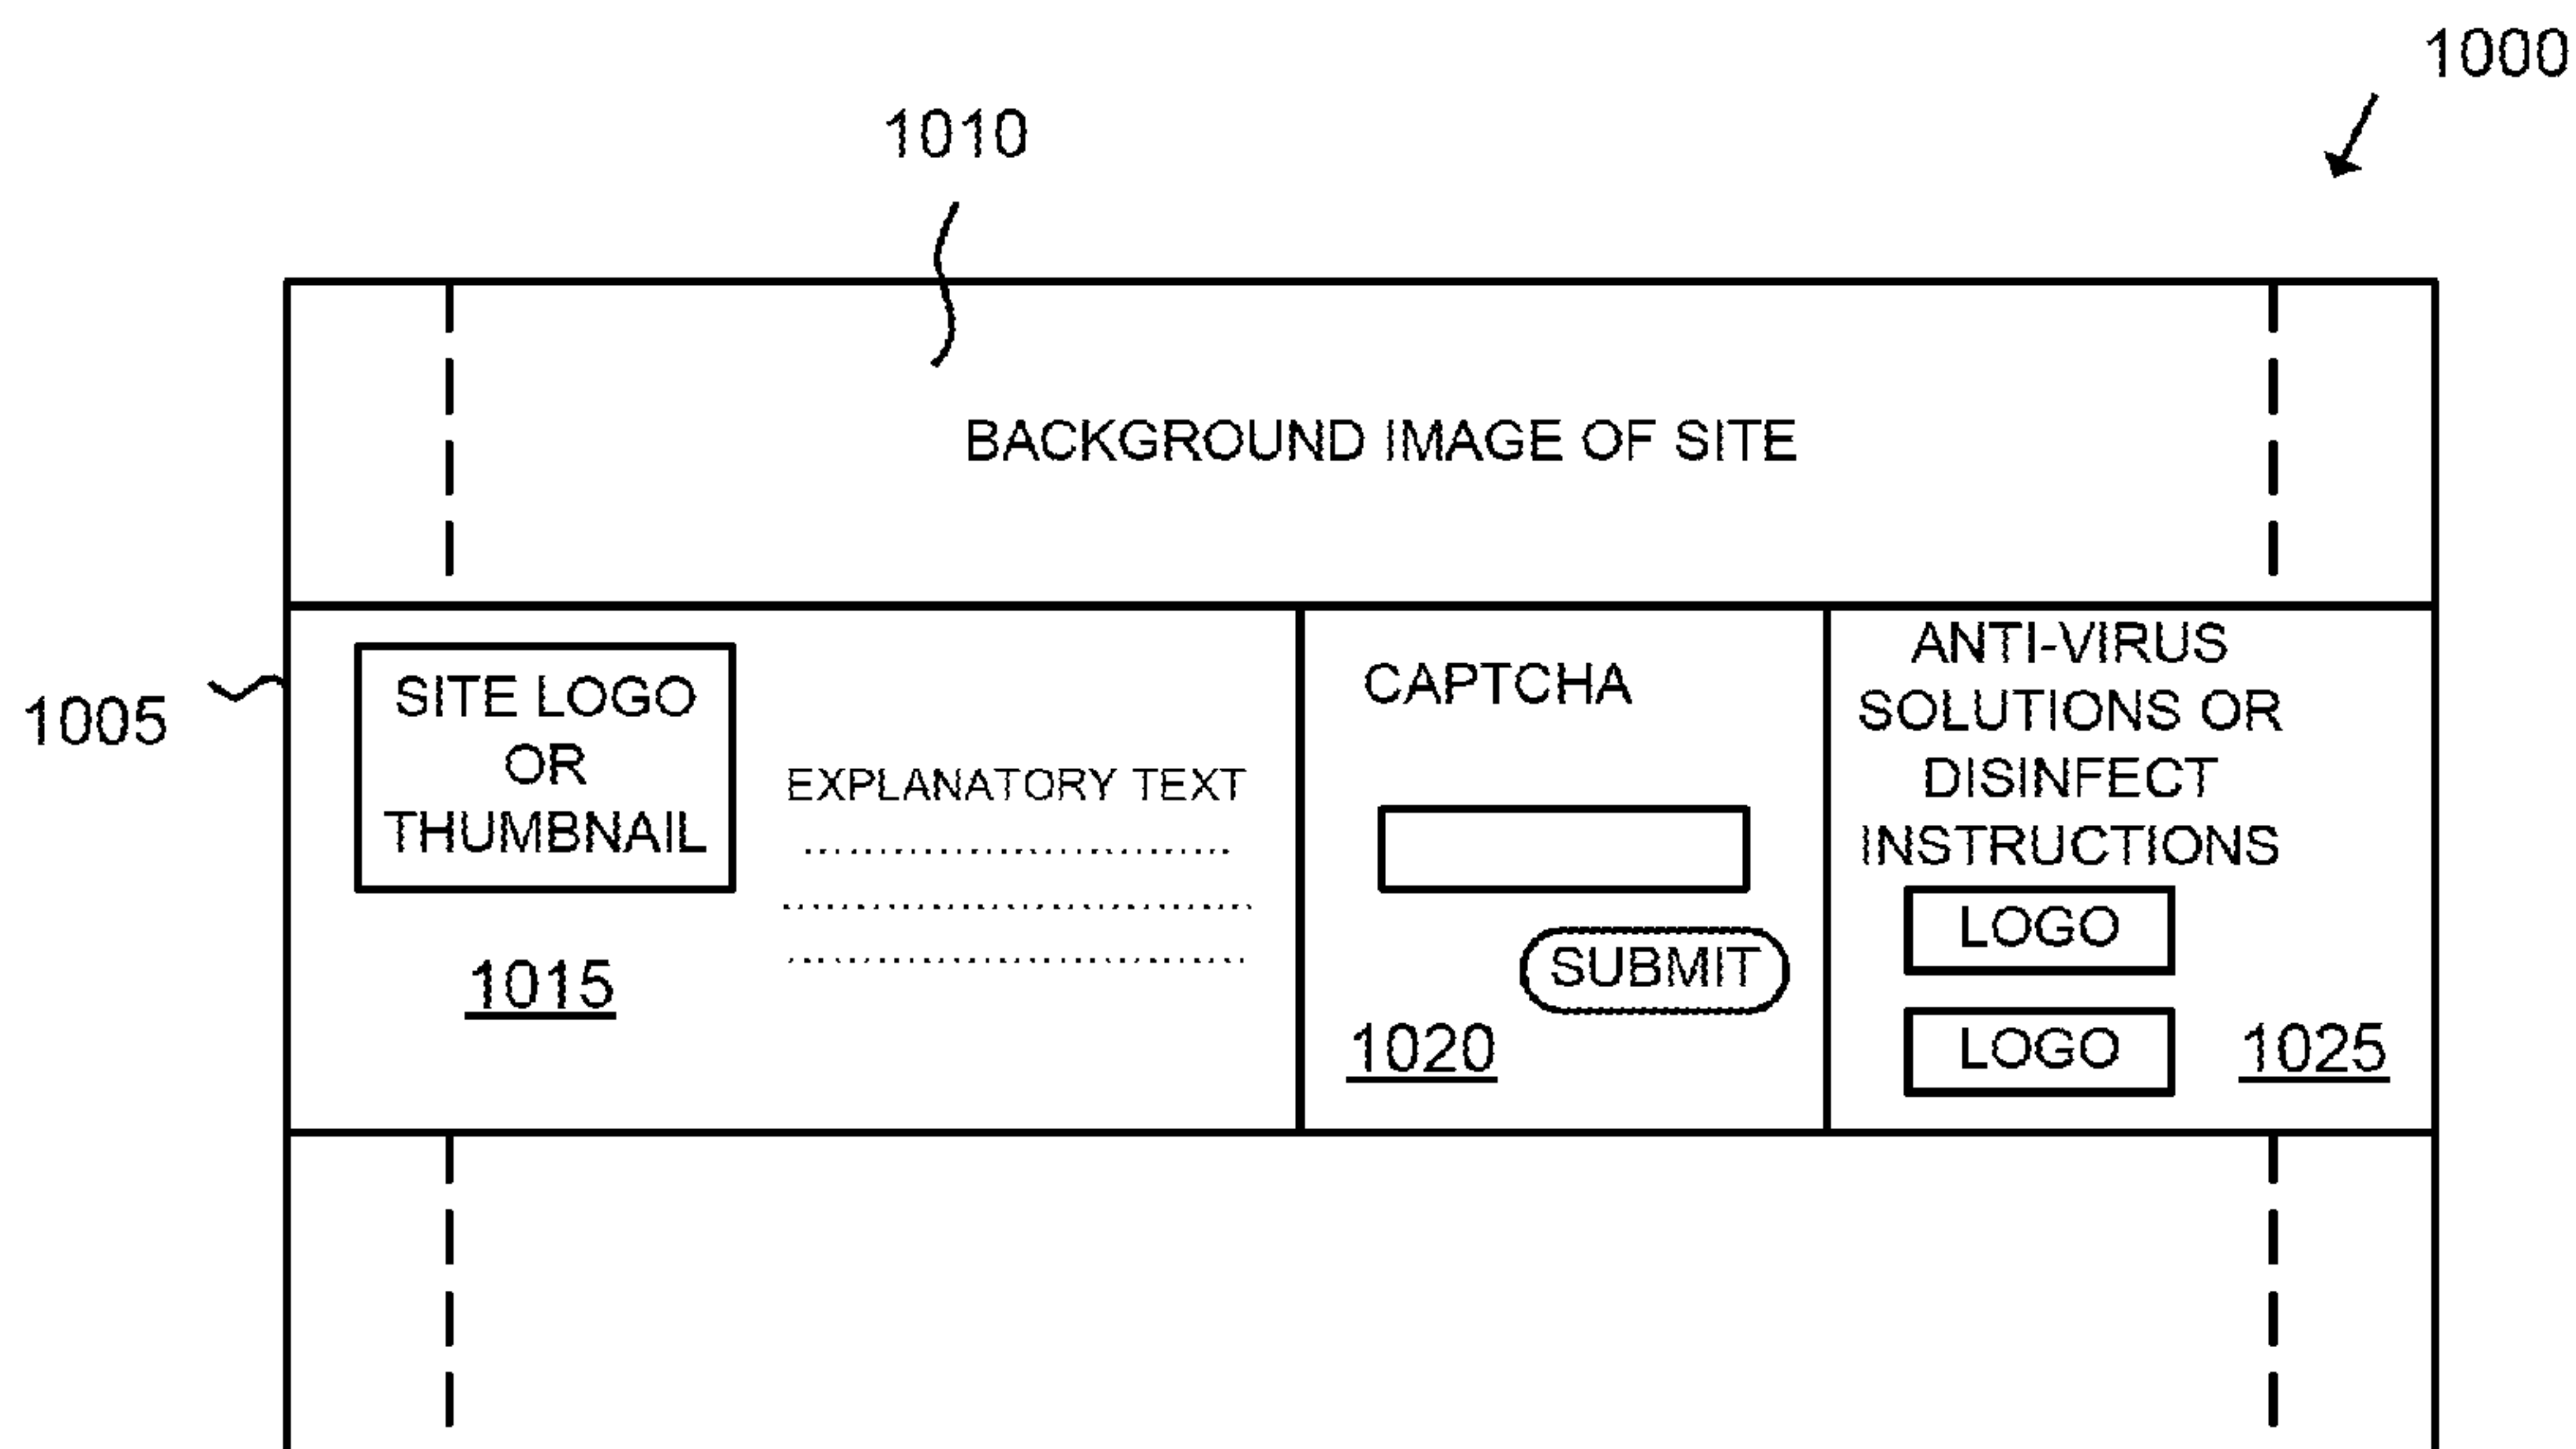 1000
1010
BACKGROUND IMAGE OF SITE
1005
SITE LOGO
OR
THUMBNAIL
1015
EXPLANATORY TEXT
CAPTCHA
SUBMIT
1020
ANTI-VIRUS
SOLUTIONS OR
DISINFECT
INSTRUCTIONS
LOGO
LOGO
1025